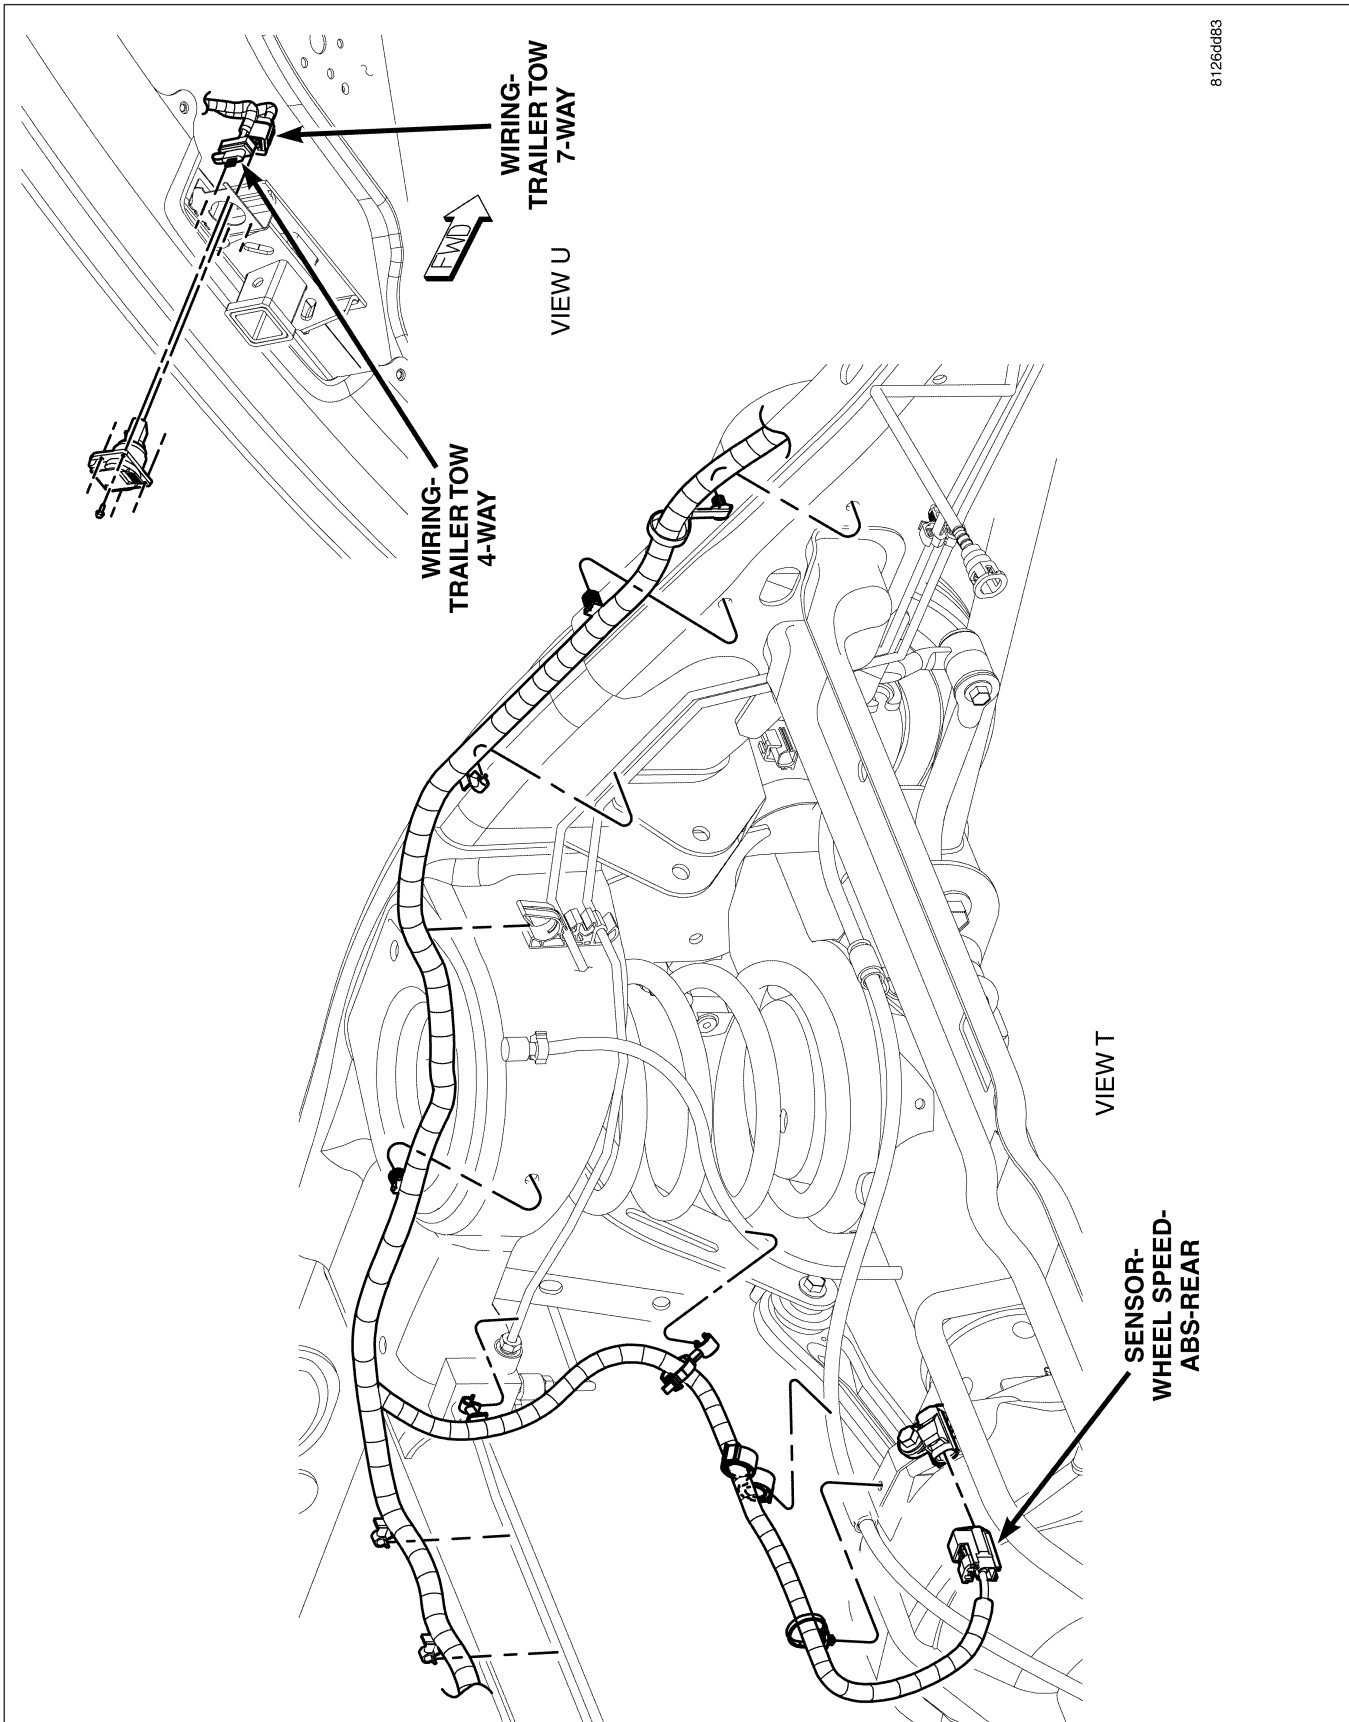 8126dd83
WIRING-
TRAILER TOW
7-WAY
FWD
VIEW U
WIRING-
TRAILER TOW
4-WAY
VIEW T
SENSOR-
WHEEL SPEED-
ABS-REAR